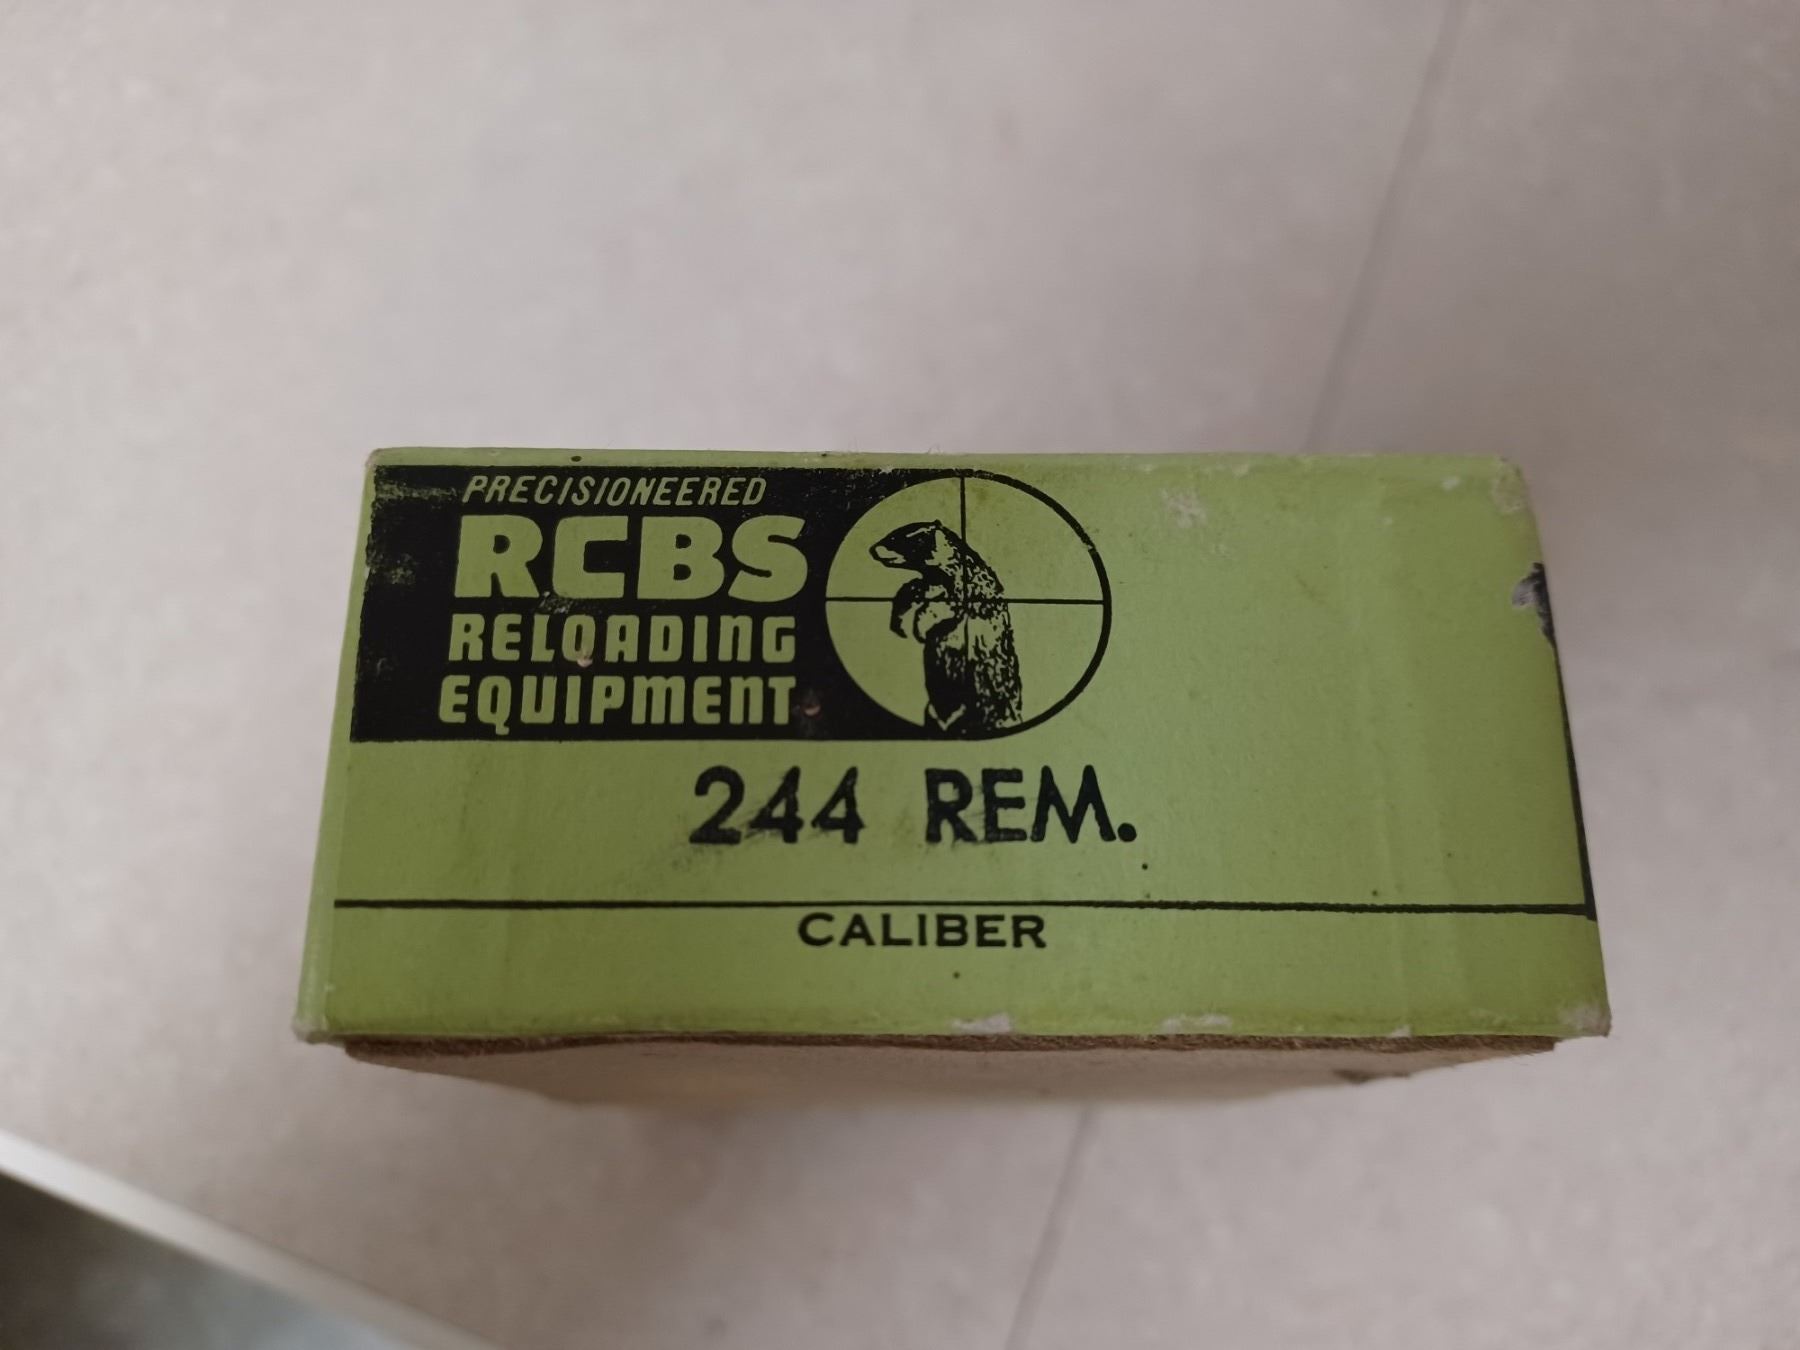 PRECISIONEERED
RCBS
RELOADING
EQUIPMENT
244 REM.
CALIBER